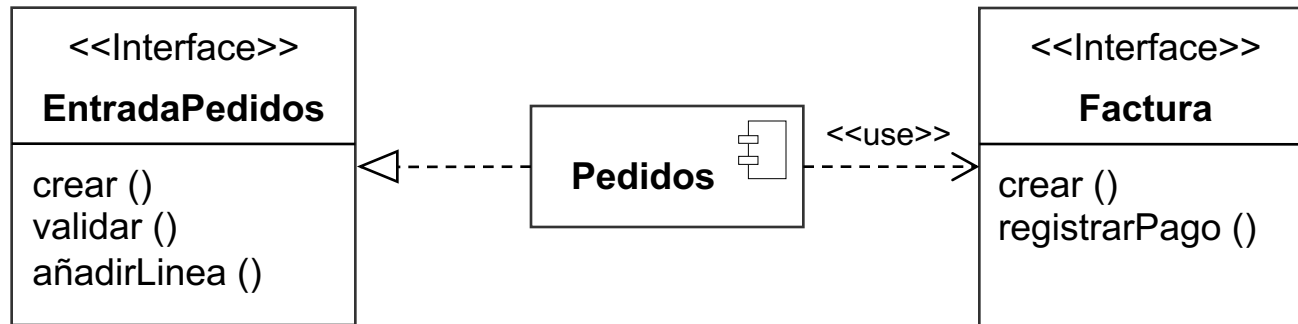 <<Interface>>
EntradaPedidos
crear ()
validar ()
añadirLinea ()
Pedidos
<<use>>
<<Interface>>
Factura
crear ()
registrarPago ()